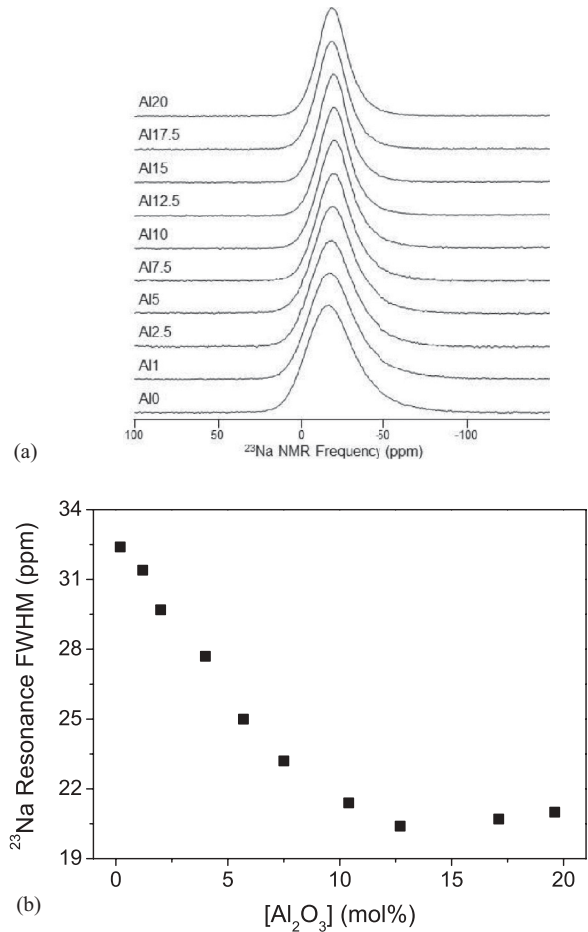 Al20
Al17.5
Al15
Al12.5
Al10
Al7.5
Al5
Al2.5
Al1
Al0
100 50 0 -50 -100
²³Na NMR Frequency (ppm)
(a)
34
31
28
25
22
19
²³Na Resonance FWHM (ppm)
0 5 10 15 20
[Al₂O₃] (mol%)
(b)